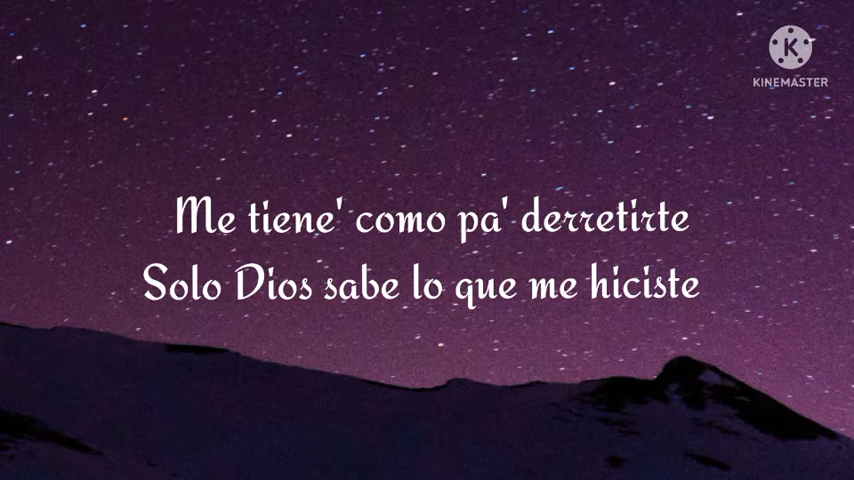 KINEMASTER
Me tiene' como pa' derretirte
Solo Dios sabe lo que me hiciste